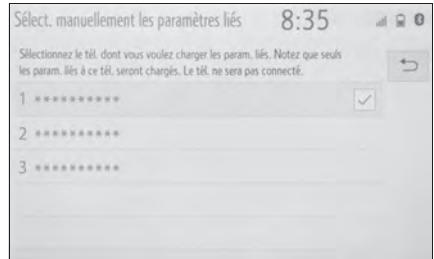 Sélect. manuellement les paramètres liés 8:35
Sélectionnez le tél. dont vous voulez charger les param. liés. Notez que seuls
les param. liés à ce tél. seront chargés. Le tél. ne sera pas connecté.
1 **********
2 **********
3 **********